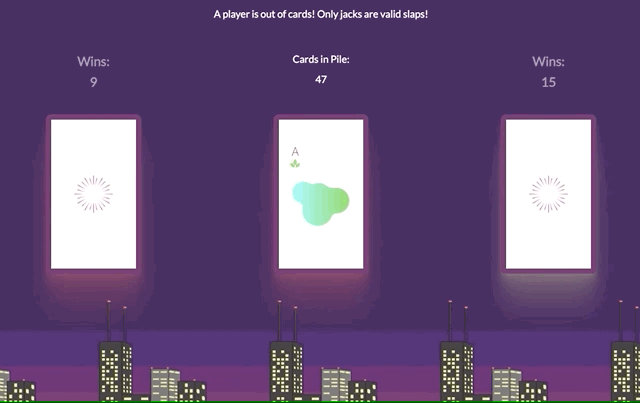 A player is out of cards! Only jacks are valid slaps!
Wins:
9
Cards in Pile:
47
Wins:
15
A